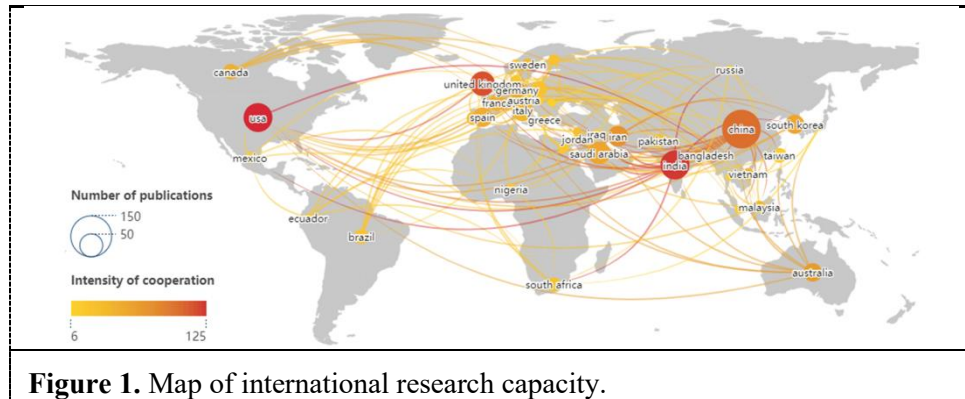 sweden
russia
canada
united kingdom
germany
france
austria
usa
spain
italy
greece
china
south korea
jordan
iraq
iran
pakistan
mexico
saudi arabia
bangladesh
taiwan
india
vietnam
nigeria
Number of publications
150
50
malaysia
ecuador
brazil
Intensity of cooperation
australia
south africa
6
125
Figure 1. Map of international research capacity.